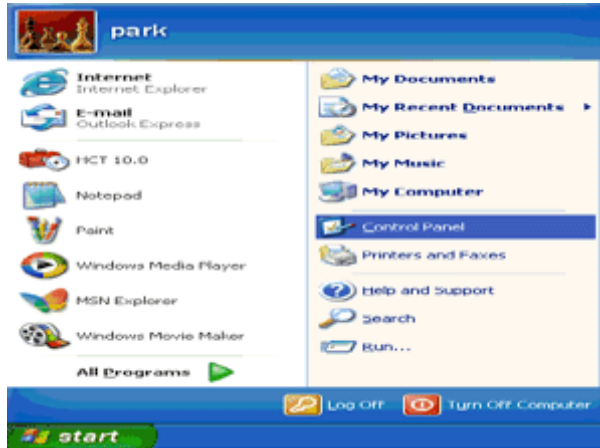 park
Internet
Internet Explorer
E-mail
Outlook Express
HCT 10.0
Notepad
Paint
Windows Media Player
MSN Explorer
Windows Movie Maker
All Programs
My Documents
My Recent Documents
My Pictures
My Music
My Computer
Control Panel
Printers and Faxes
Help and Support
Search
Run...
Log Off
Turn Off Computer
start